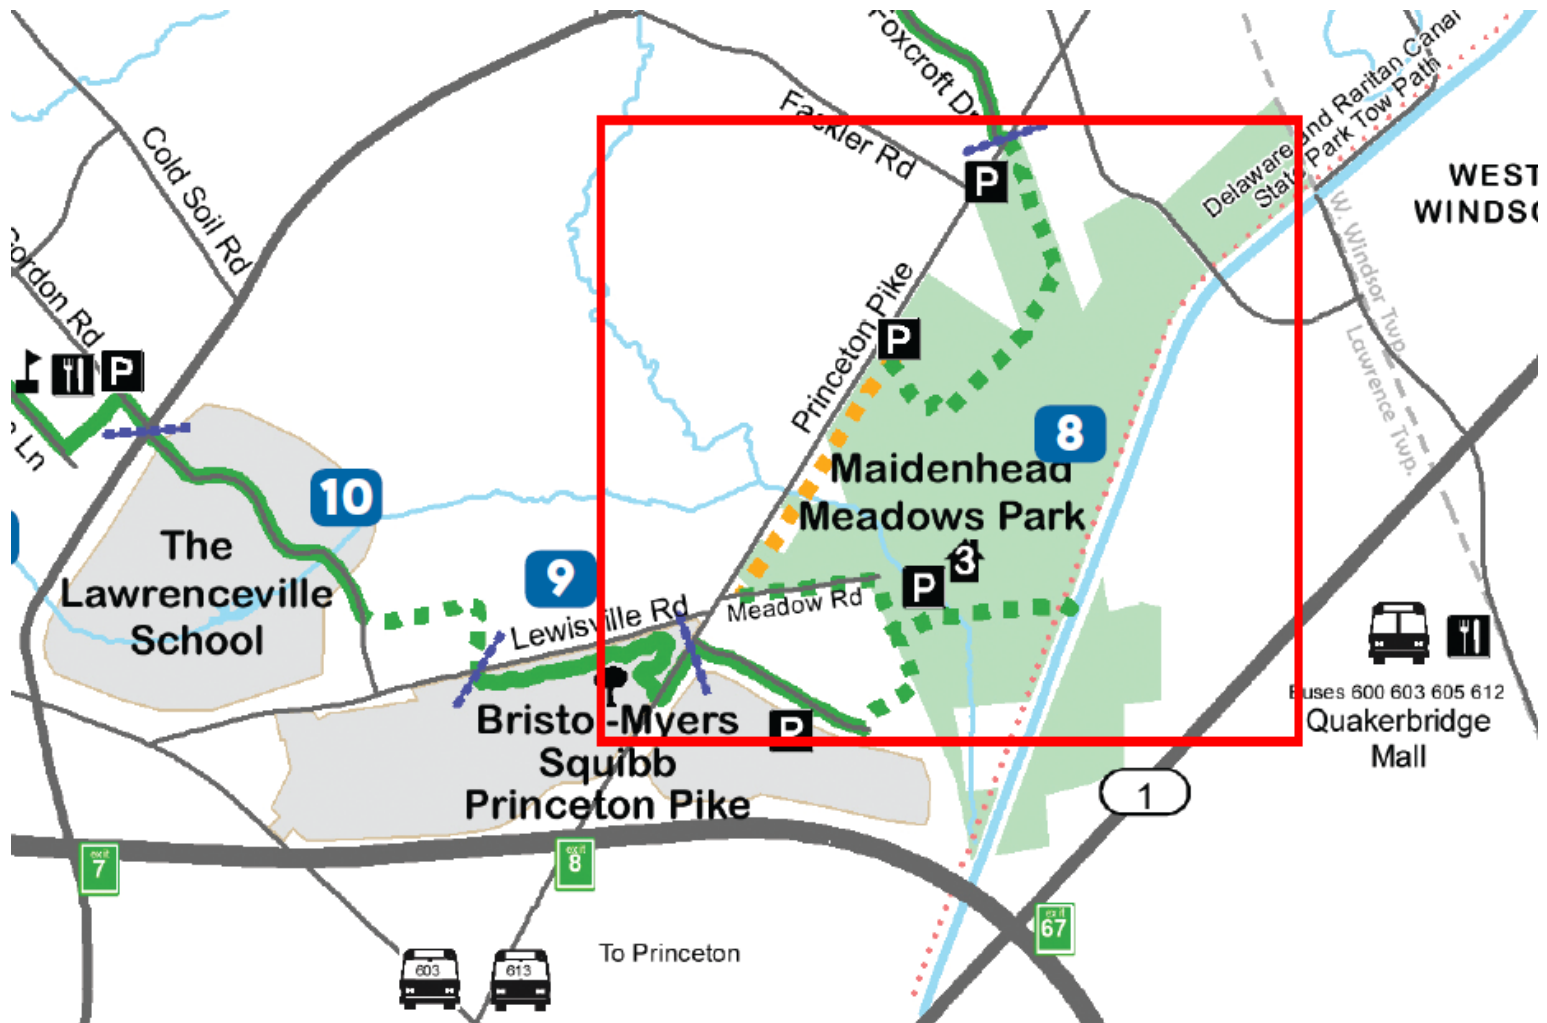 Foxcroft Dr
Delaware and Raritan Canal
State Park Tow Path
Fackler Rd
P
WEST
Cold Soil Rd
W. Windsor Twp.
Gordon Rd
Princeton Pike
P
Lawrence Twp.
P
8
Ln
Maidenhead
Meadows Park
10
The
Lawrenceville
School
3
9
P
Meadow Rd
Lewisville Rd
Buses 600 603 605 612
Quakerbridge
Mall
Bristol-Myers
Squibb
Princeton Pike
P
1
exit
7
exit
8
exit
67
To Princeton
603
613